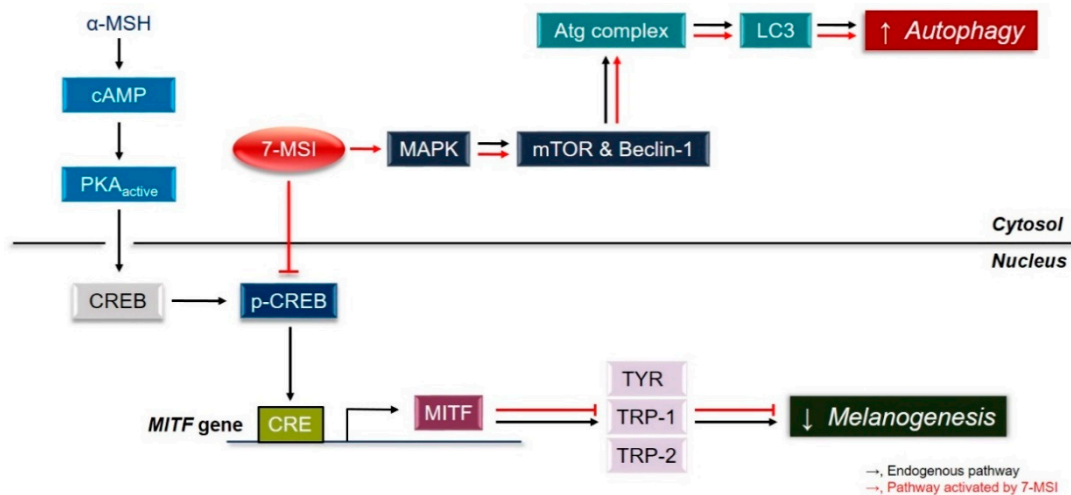 α-MSH
cAMP
PKAactive
7-MSI
MAPK
mTOR & Beclin-1
Atg complex
LC3
↑ Autophagy
Cytosol
Nucleus
CREB
p-CREB
MITF gene
CRE
MITF
TYR
TRP-1
TRP-2
↓ Melanogenesis
→, Endogenous pathway
→, Pathway activated by 7-MSI